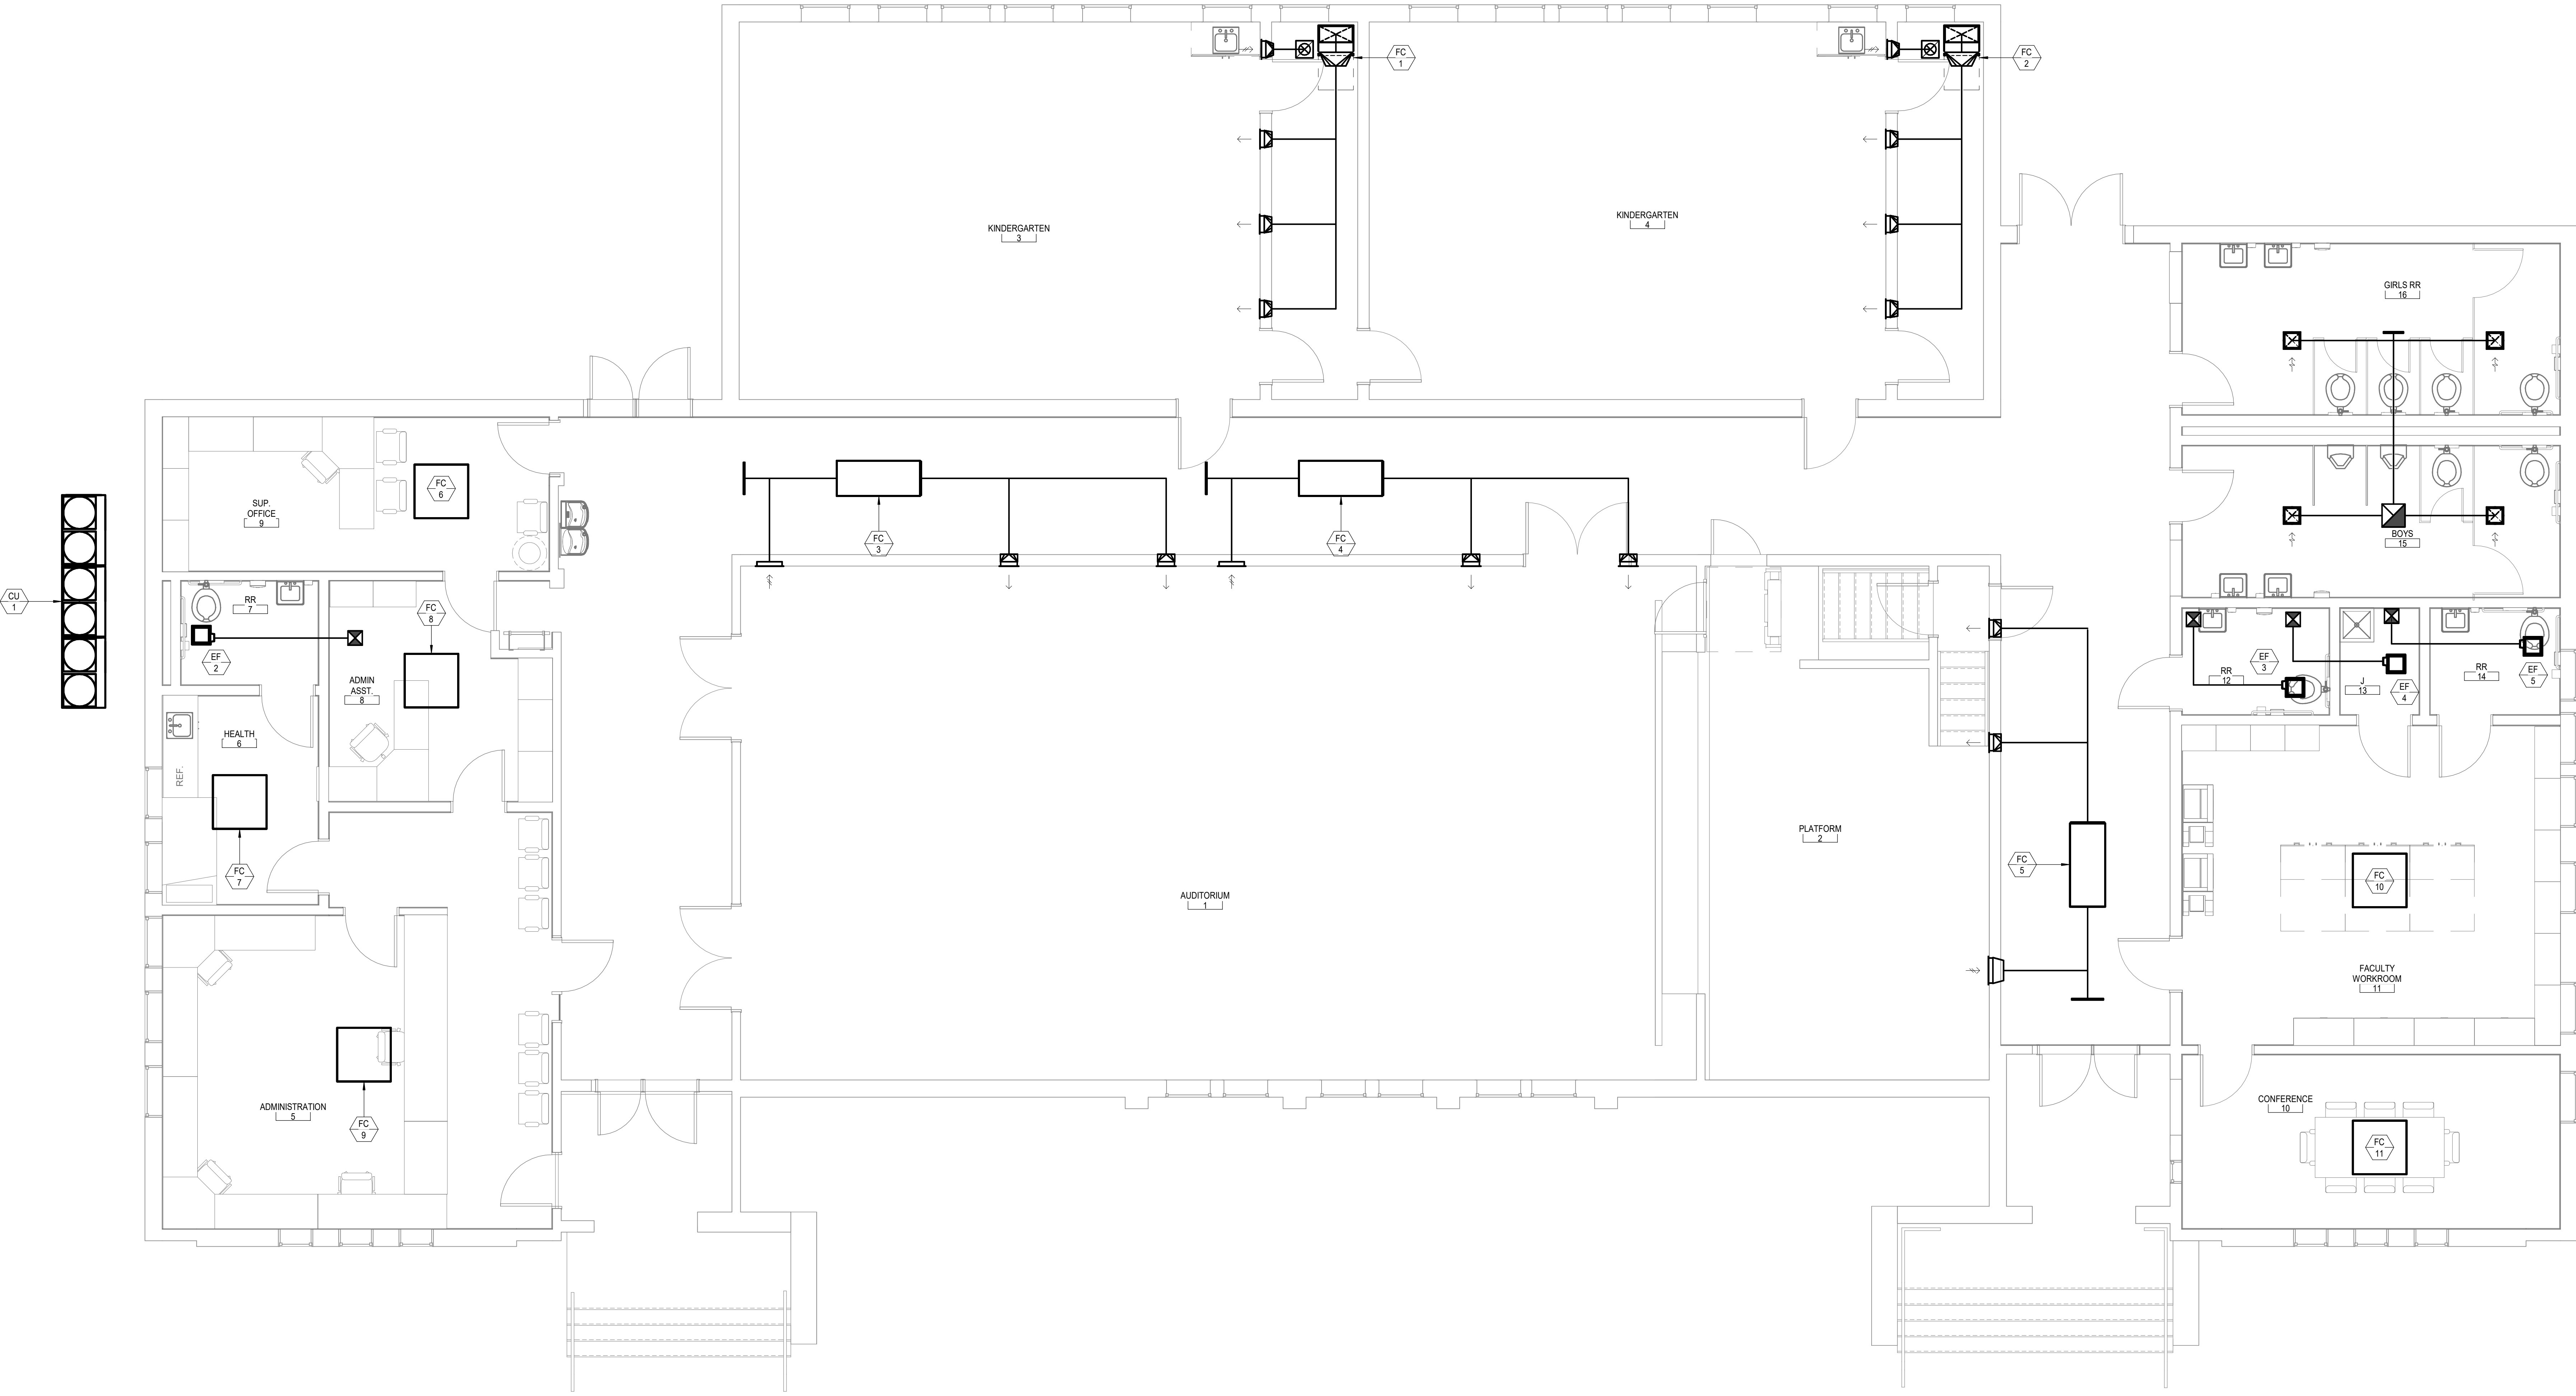 FC
1
FC
2
KINDERGARTEN
3
KINDERGARTEN
4
GIRLS RR
16
SUP.
OFFICE
9
FC
6
FC
3
FC
4
BOYS
15
CU
1
RR
7
EF
2
FC
8
ADMIN
ASST.
8
HEALTH
6
REF.
FC
7
EF
3
RR
12
J
13
EF
4
RR
14
EF
5
PLATFORM
2
FC
5
AUDITORIUM
1
FC
10
FACULTY
WORKROOM
11
ADMINISTRATION
5
FC
9
CONFERENCE
10
FC
11